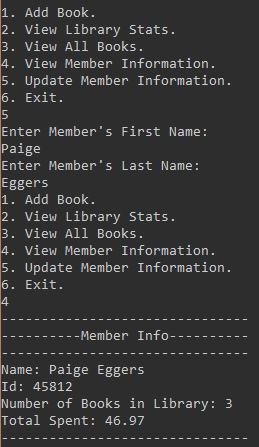 1. Add Book.
2. View Library Stats.
3. View All Books.
4. View Member Information.
5. Update Member Information.
6. Exit.
5
Enter Member's First Name:
Paige
Enter Member's Last Name:
Eggers
1. Add Book.
2. View Library Stats.
3. View All Books.
4. View Member Information.
5. Update Member Information.
6. Exit.
4
-------------------------------
----------Member Info----------
-------------------------------
Name: Paige Eggers
Id: 45812
Number of Books in Library: 3
Total Spent: 46.97
-------------------------------